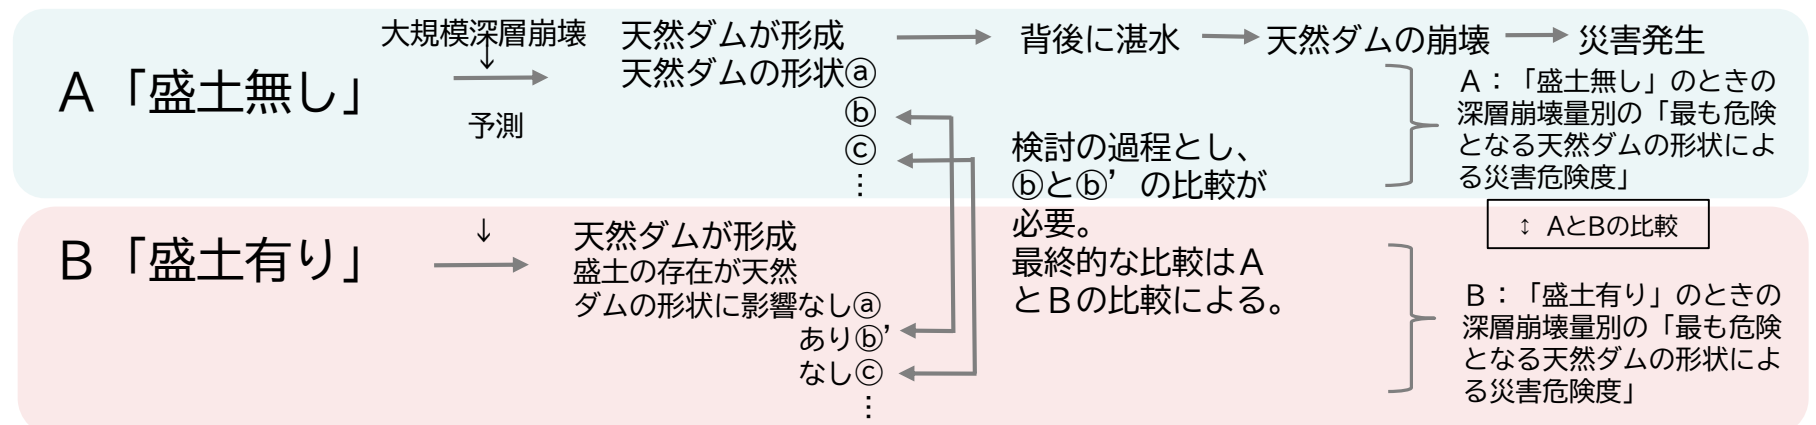 A「盛土無し」
大規模深層崩壊
↓
予測
天然ダムが形成
天然ダムの形状ⓐ
ⓑ
ⓒ
⋮
背後に湛水
天然ダムの崩壊
災害発生
検討の過程とし、
ⓑとⓑ’の比較が
必要。
最終的な比較はA
とBの比較による。
A：「盛土無し」のときの
深層崩壊量別の「最も危険
となる天然ダムの形状によ
る災害危険度」
↕ AとBの比較
B「盛土有り」
↓
天然ダムが形成
盛土の存在が天然
ダムの形状に影響なしⓐ
ありⓑ’
なしⓒ
⋮
B：「盛土有り」のときの
深層崩壊量別の「最も危険
となる天然ダムの形状によ
る災害危険度」